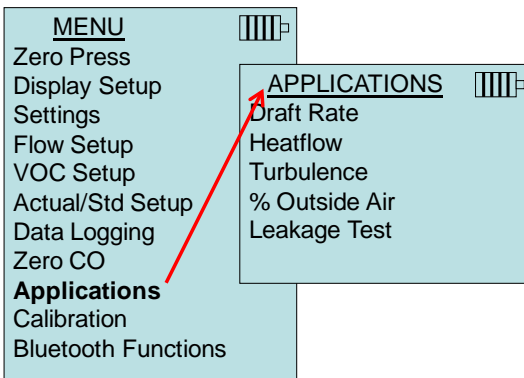 MENU
Zero Press
Display Setup
Settings
Flow Setup
VOC Setup
Actual/Std Setup
Data Logging
Zero CO
Applications
Calibration
Bluetooth Functions
APPLICATIONS
Draft Rate
Heatflow
Turbulence
% Outside Air
Leakage Test